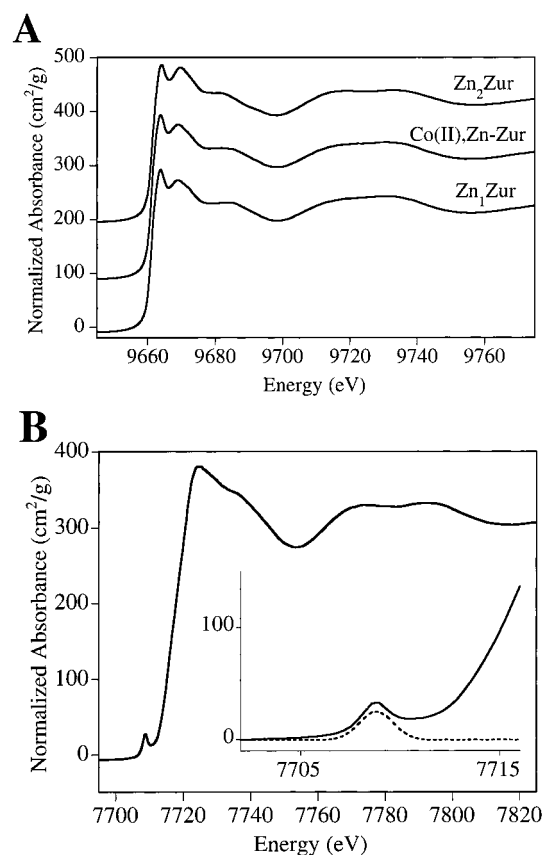 A
Normalized Absorbance (cm²/g)
500
400
300
200
100
0
Zn₂Zur
Co(II),Zn-Zur
Zn₁Zur
9660 9680 9700 9720 9740 9760
Energy (eV)
B
Normalized Absorbance (cm²/g)
400
300
200
100
0
100
0
7705 7715
7700 7720 7740 7760 7780 7800 7820
Energy (eV)